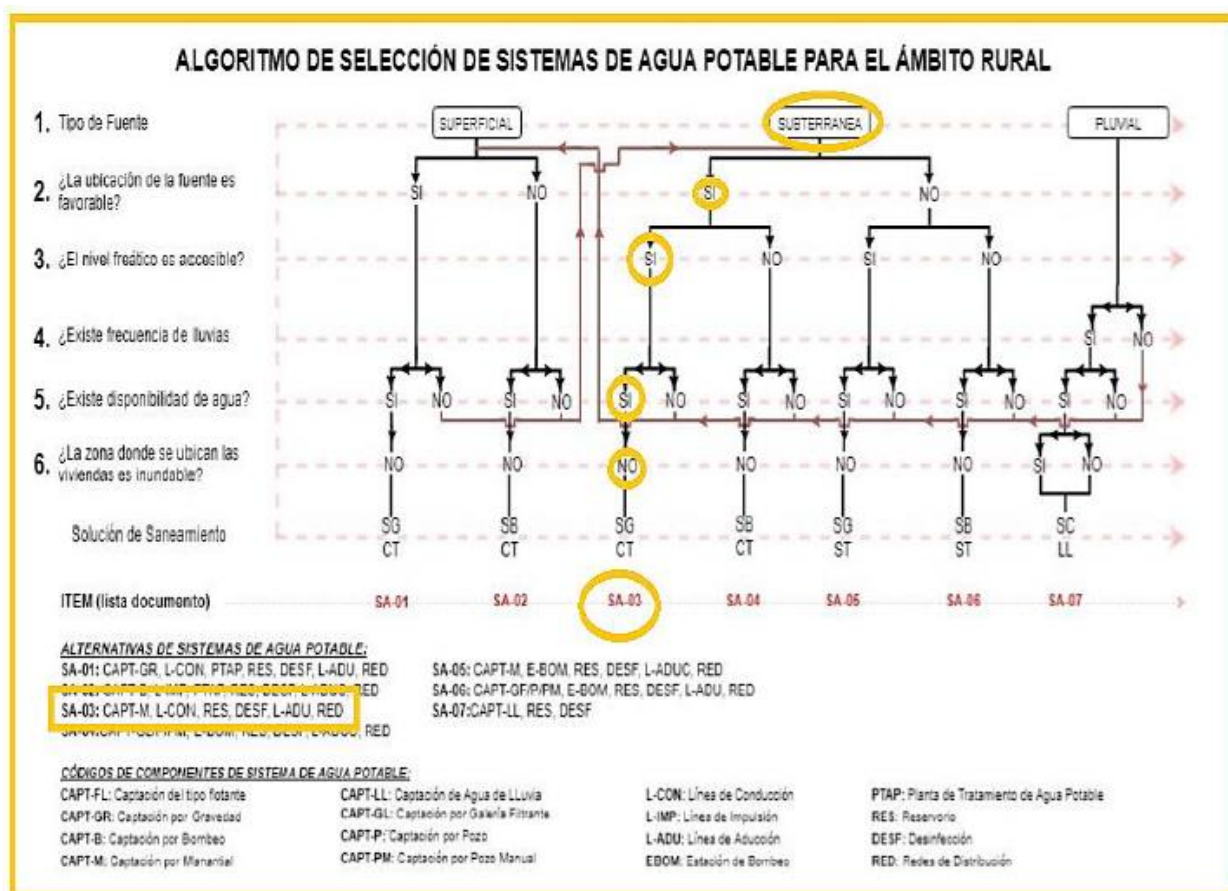 ALGORITMO DE SELECCIÓN DE SISTEMAS DE AGUA POTABLE PARA EL ÁMBITO RURAL
1. Tipo de Fuente SUPERFICIAL SUBTERRANEA PLUVIAL
2. ¿La ubicación de la fuente es favorable? SI NO SI NO
3. ¿El nivel freático es accesible? SI NO SI NO
4. ¿Existe frecuencia de lluvias SI NO
5. ¿Existe disponibilidad de agua? SI NO SI NO SI NO SI NO SI NO SI NO SI NO
6. ¿La zona donde se ubican las viviendas es inundable? NO NO NO NO NO NO SI NO
Solución de Saneamiento SG SB SG SB SG SB SC
CT CT CT CT ST ST LL
ITEM (lista documento) SA-01 SA-02 SA-03 SA-04 SA-05 SA-06 SA-07
ALTERNATIVAS DE SISTEMAS DE AGUA POTABLE:
SA-01: CAPT-GR, L-CON, PTAP, RES, DESF, L-ADU, RED
SA-03: CAPT-M, L-CON, RES, DESF, L-ADU, RED
SA-05: CAPT-M, E-BOM, RES, DESF, L-ADUC, RED
SA-06: CAPT-GF/P/PM, E-BOM, RES, DESF, L-ADU, RED
SA-07:CAPT-LL, RES, DESF
CÓDIGOS DE COMPONENTES DE SISTEMA DE AGUA POTABLE:
CAPT-FL: Captación del tipo flotante
CAPT-GR: Captación por Gravedad
CAPT-B: Captación por Bombeo
CAPT-M: Captación por Manantial
CAPT-LL: Captación de Agua de LLuvia
CAPT-GL: Captación por Galería Filtrante
CAPT-P: Captación por Pozo
CAPT-PM: Captación por Pozo Manual
L-CON: Línea de Conducción
L-IMP: Línea de Impulsión
L-ADU: Línea de Aducción
EBOM: Estación de Bombeo
PTAP: Planta de Tratamiento de Agua Potable
RES: Reservorio
DESF: Desinfección
RED: Redes de Distribución